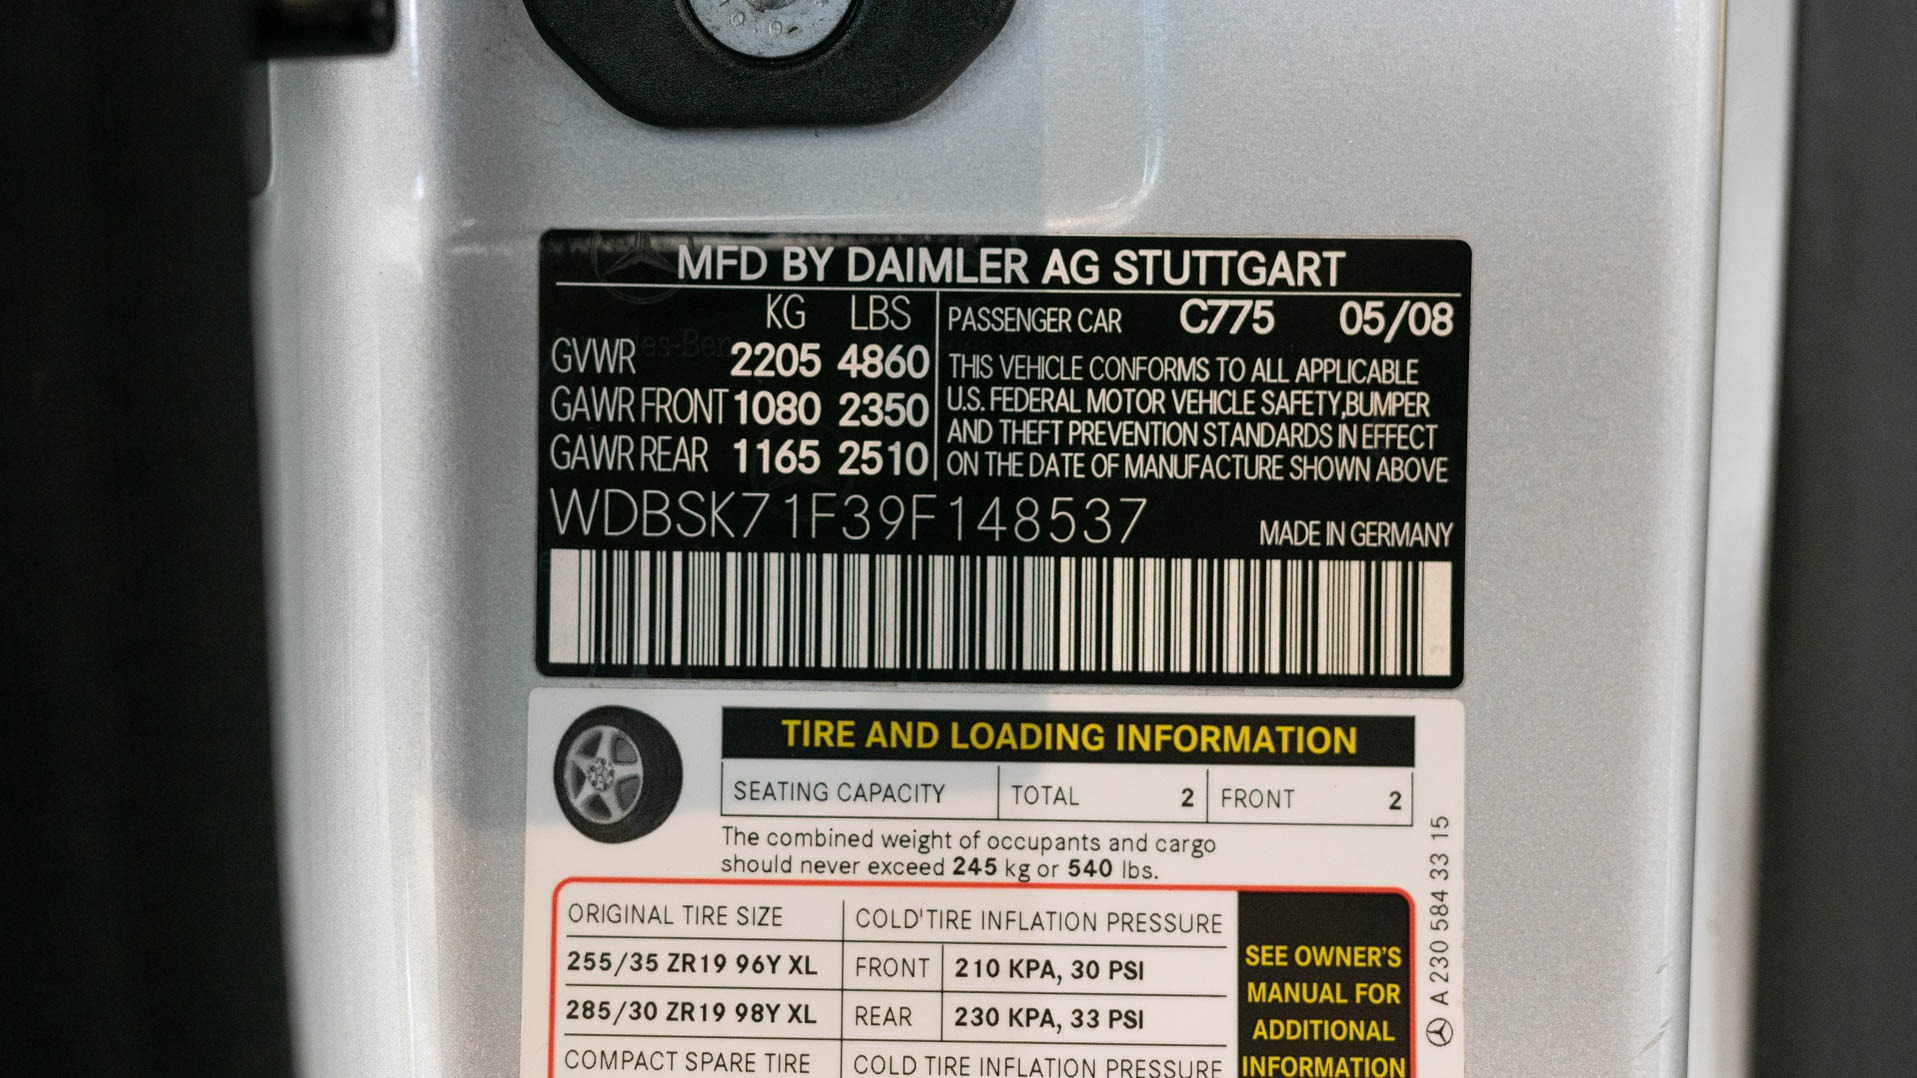 MFD BY DAIMLER AG STUTTGART
KG LBS
GVWR 2205 4860
GAWR FRONT 1080 2350
GAWR REAR 1165 2510
PASSENGER CAR C775 05/08
THIS VEHICLE CONFORMS TO ALL APPLICABLE
U.S. FEDERAL MOTOR VEHICLE SAFETY,BUMPER
AND THEFT PREVENTION STANDARDS IN EFFECT
ON THE DATE OF MANUFACTURE SHOWN ABOVE
WDBSK71F39F148537
MADE IN GERMANY
TIRE AND LOADING INFORMATION
SEATING CAPACITY TOTAL 2 FRONT 2
The combined weight of occupants and cargo
should never exceed 245 kg or 540 lbs.
ORIGINAL TIRE SIZE COLD TIRE INFLATION PRESSURE
255/35 ZR19 96Y XL FRONT 210 KPA, 30 PSI
285/30 ZR19 98Y XL REAR 230 KPA, 33 PSI
COMPACT SPARE TIRE COLD TIRE INFLATION PRESSURE
SEE OWNER'S
MANUAL FOR
ADDITIONAL
INFORMATION
A 230 584 33 15